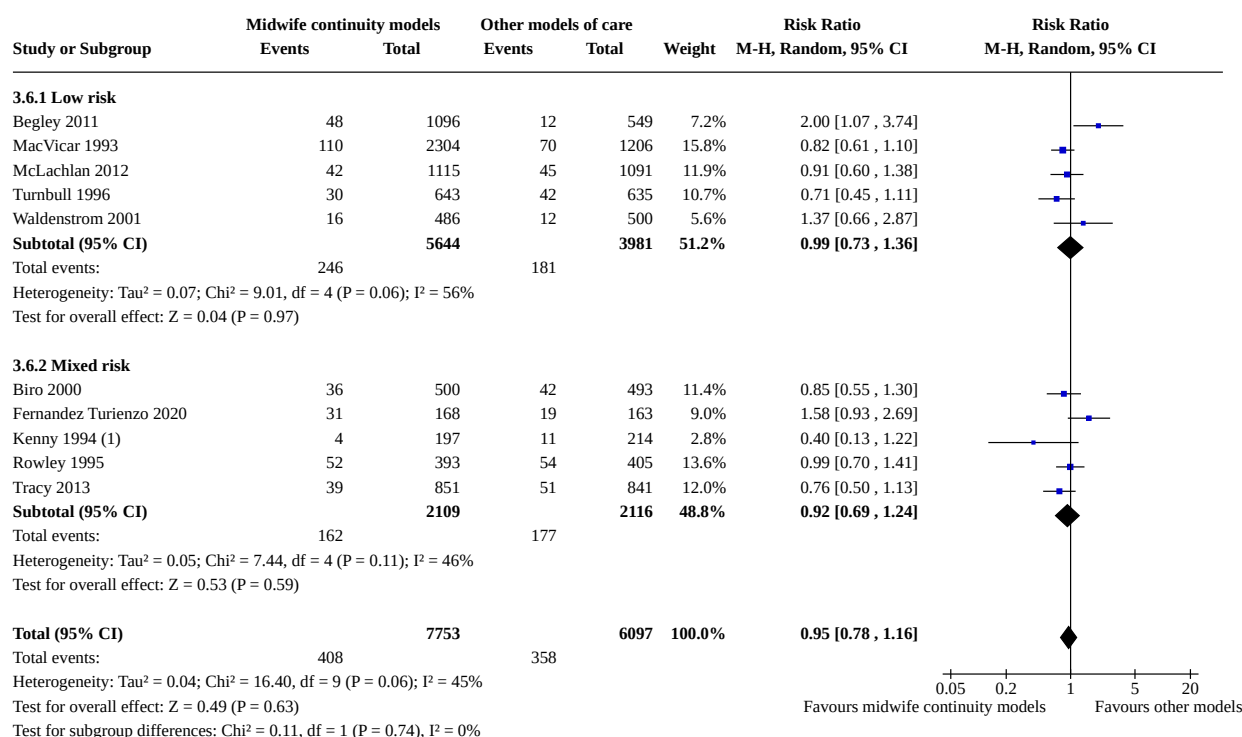 Midwife continuity models Other models of care Risk Ratio Risk Ratio
Study or Subgroup Events Total Events Total Weight M-H, Random, 95% CI M-H, Random, 95% CI
3.6.1 Low risk
Begley 2011 48 1096 12 549 7.2% 2.00 [1.07 , 3.74]
MacVicar 1993 110 2304 70 1206 15.8% 0.82 [0.61 , 1.10]
McLachlan 2012 42 1115 45 1091 11.9% 0.91 [0.60 , 1.38]
Turnbull 1996 30 643 42 635 10.7% 0.71 [0.45 , 1.11]
Waldenstrom 2001 16 486 12 500 5.6% 1.37 [0.66 , 2.87]
Subtotal (95% CI) 5644 3981 51.2% 0.99 [0.73 , 1.36]
Total events: 246 181
Heterogeneity: Tau² = 0.07; Chi² = 9.01, df = 4 (P = 0.06); I² = 56%
Test for overall effect: Z = 0.04 (P = 0.97)
3.6.2 Mixed risk
Biro 2000 36 500 42 493 11.4% 0.85 [0.55 , 1.30]
Fernandez Turienzo 2020 31 168 19 163 9.0% 1.58 [0.93 , 2.69]
Kenny 1994 (1) 4 197 11 214 2.8% 0.40 [0.13 , 1.22]
Rowley 1995 52 393 54 405 13.6% 0.99 [0.70 , 1.41]
Tracy 2013 39 851 51 841 12.0% 0.76 [0.50 , 1.13]
Subtotal (95% CI) 2109 2116 48.8% 0.92 [0.69 , 1.24]
Total events: 162 177
Heterogeneity: Tau² = 0.05; Chi² = 7.44, df = 4 (P = 0.11); I² = 46%
Test for overall effect: Z = 0.53 (P = 0.59)
Total (95% CI) 7753 6097 100.0% 0.95 [0.78 , 1.16]
Total events: 408 358
Heterogeneity: Tau² = 0.04; Chi² = 16.40, df = 9 (P = 0.06); I² = 45%
0.05 0.2 1 5 20
Test for overall effect: Z = 0.49 (P = 0.63) Favours midwife continuity models Favours other models
Test for subgroup differences: Chi² = 0.11, df = 1 (P = 0.74), I² = 0%